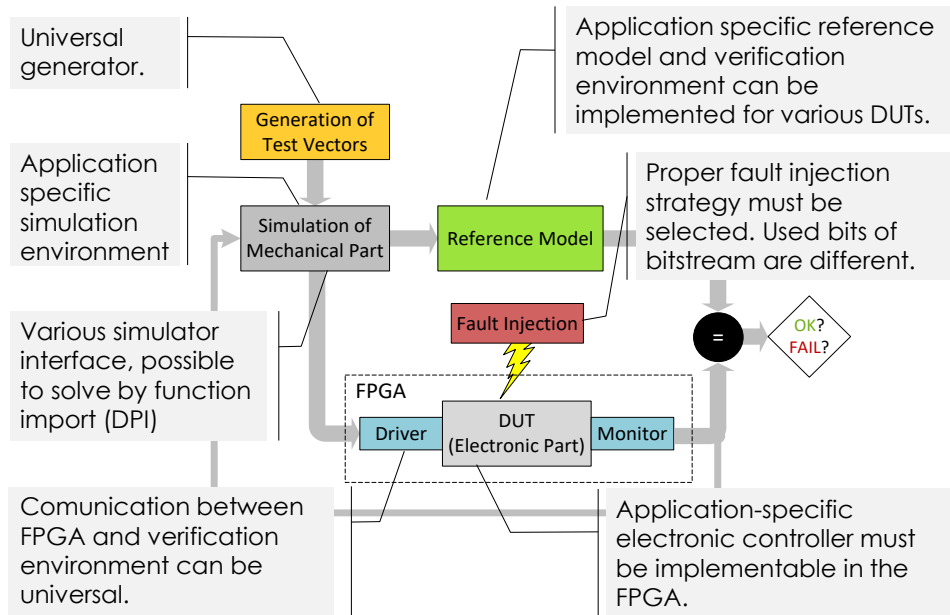 Universal
generator.
Application specific reference
model and verification
environment can be
implemented for various DUTs.
Generation of
Test Vectors
Application
specific
simulation
environment
Simulation of
Mechanical Part
Reference Model
Proper fault injection
strategy must be
selected. Used bits of
bitstream are different.
Various simulator
interface, possible
to solve by function
import (DPI)
Fault Injection
=
OK?
FAIL?
FPGA
Driver
DUT
(Electronic Part)
Monitor
Comunication between
FPGA and verification
environment can be
universal.
Application-specific
electronic controller must
be implementable in the
FPGA.